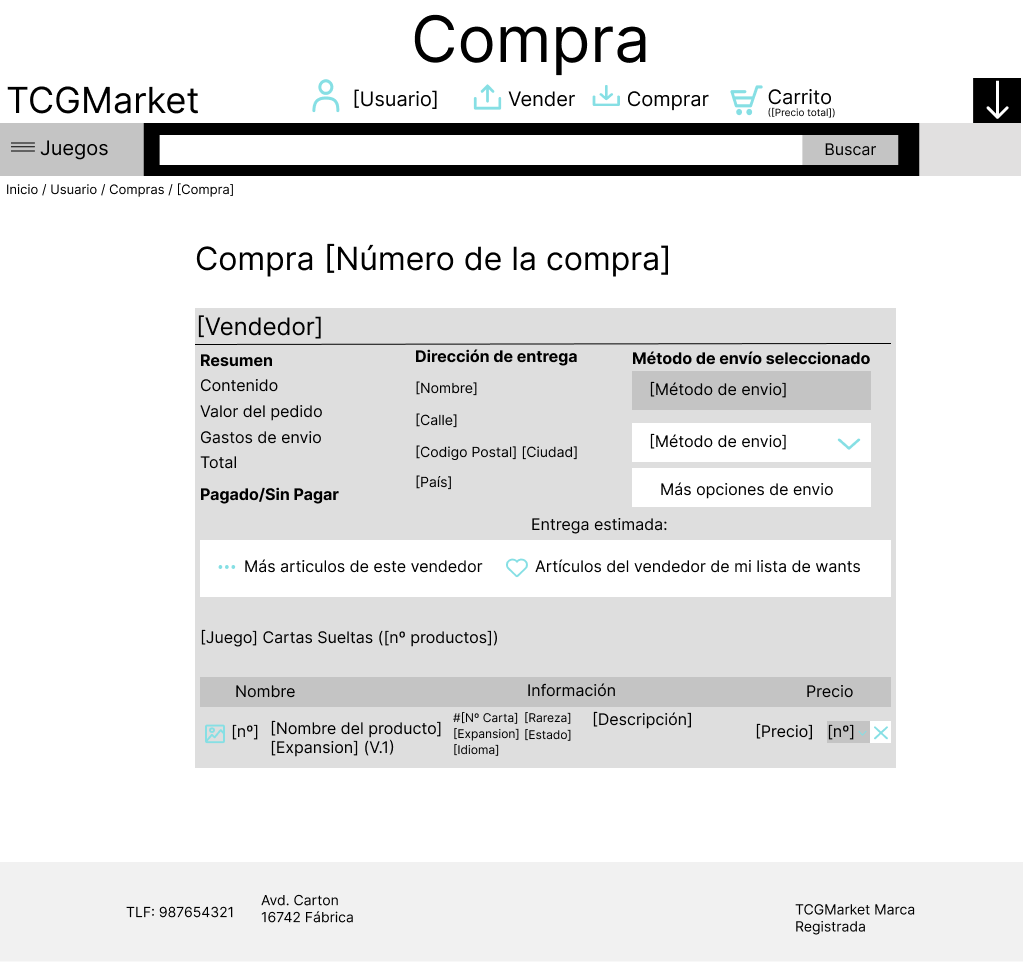 Compra
TCGMarket
[Usuario]
Vender
Comprar
Carrito
([Precio total])
Juegos
Buscar
Inicio / Usuario / Compras / [Compra]
Compra [Número de la compra]
[Vendedor]
Resumen
Contenido
Valor del pedido
Gastos de envio
Total
Pagado/Sin Pagar
Dirección de entrega
[Nombre]
[Calle]
[Codigo Postal] [Ciudad]
[País]
Método de envío seleccionado
[Método de envio]
[Método de envio]
Más opciones de envio
Entrega estimada:
Más articulos de este vendedor
Artículos del vendedor de mi lista de wants
[Juego] Cartas Sueltas ([nº productos])
Nombre
Información
Precio
[nº]
[Nombre del producto]
[Expansion] (V.1)
#[Nº Carta] [Rareza]
[Expansion] [Estado]
[Idioma]
[Descripción]
[Precio]
[nº]
TLF: 987654321
Avd. Carton
16742 Fábrica
TCGMarket Marca
Registrada